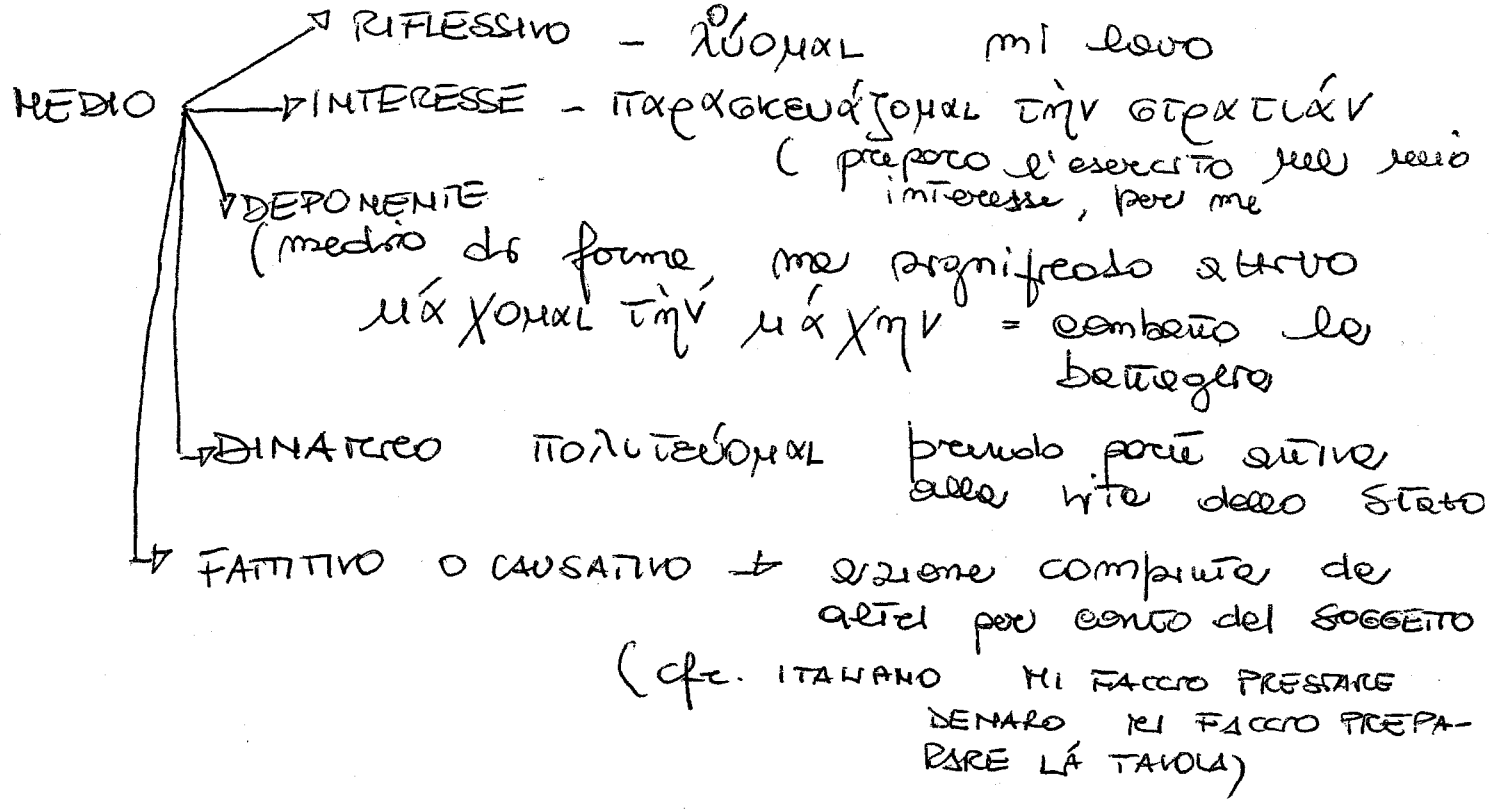 RIFLESSIVO – λούομαι mi lavo
MEDIO INTERESSE – παρασκευάζομαι τὴν στρατιάν
( preparo l'esercito nel mio
interesse, per me
DEPONENTE
(medio di forma, ma significato attivo
μάχομαι τὴν μάχην = combatto la
battaglia
DINAMICO πολιτεύομαι prendo parte attiva
alla vita dello Stato
FATTITIVO O CAUSATIVO → azione compiuta da
altri per conto del SOGGETTO
(cfr. ITALIANO MI FACCIO PRESTARE
DENARO MI FACCIO PREPA-
RARE LÁ TAVOLA)